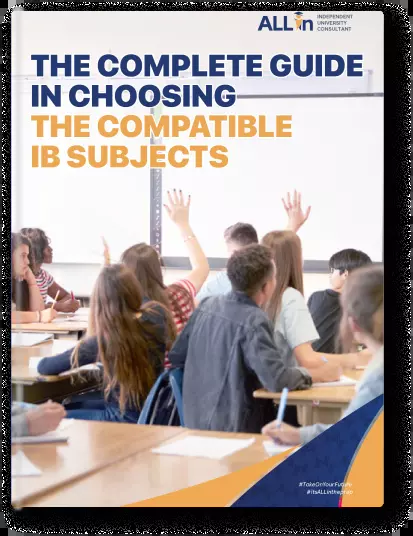 ALLin
INDEPENDENT
UNIVERSITY
CONSULTANT
THE COMPLETE GUIDE
IN CHOOSING
THE COMPATIBLE
IB SUBJECTS
#TakeOnYourFuture
#itsALLintheprep